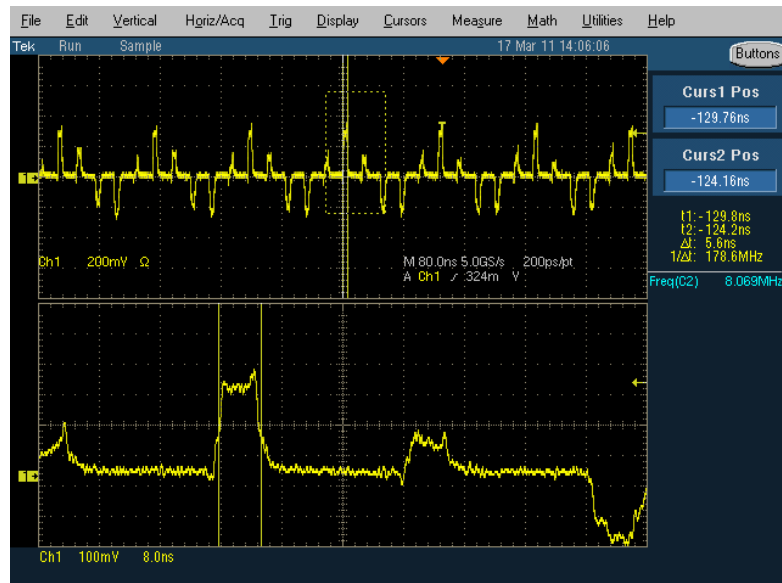 File Edit Vertical Horiz/Acq Trig Display Cursors Measure Math Utilities Help
Tek Run Sample 17 Mar 11 14:06:06
Buttons
Curs1 Pos
-129.76ns
Curs2 Pos
-124.16ns
t1:-129.8ns
t2:-124.2ns
Δt: 5.6ns
1/Δt: 178.6MHz
Freq(C2) 8.069MHz
1
Ch1 200mV Ω M 80.0ns 5.0GS/s 200ps/pt
A Ch1 ∕ 324m V
1
Ch1 100mV 8.0ns